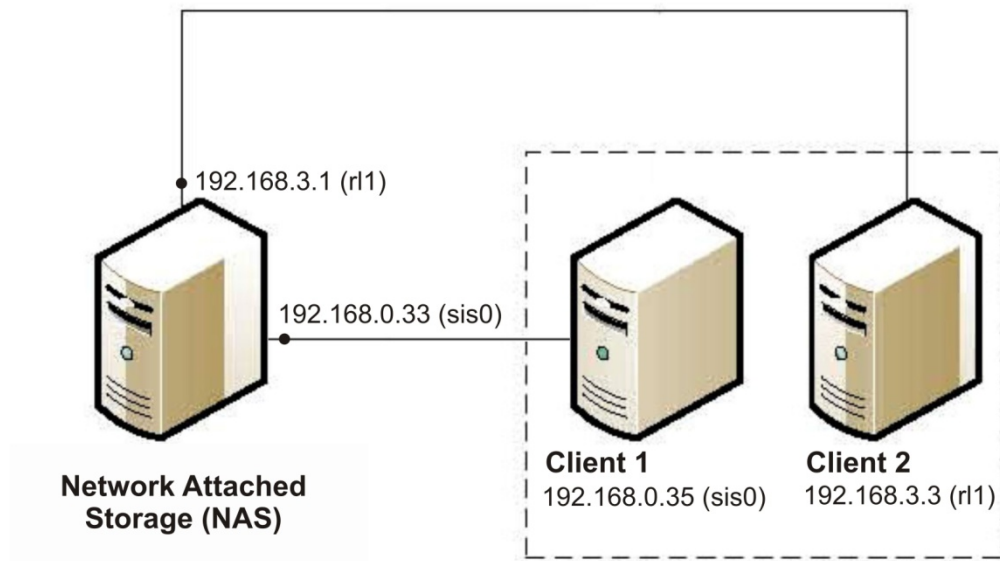 192.168.3.1 (rl1)
192.168.0.33 (sis0)
Network Attached
Storage (NAS)
Client 1
192.168.0.35 (sis0)
Client 2
192.168.3.3 (rl1)